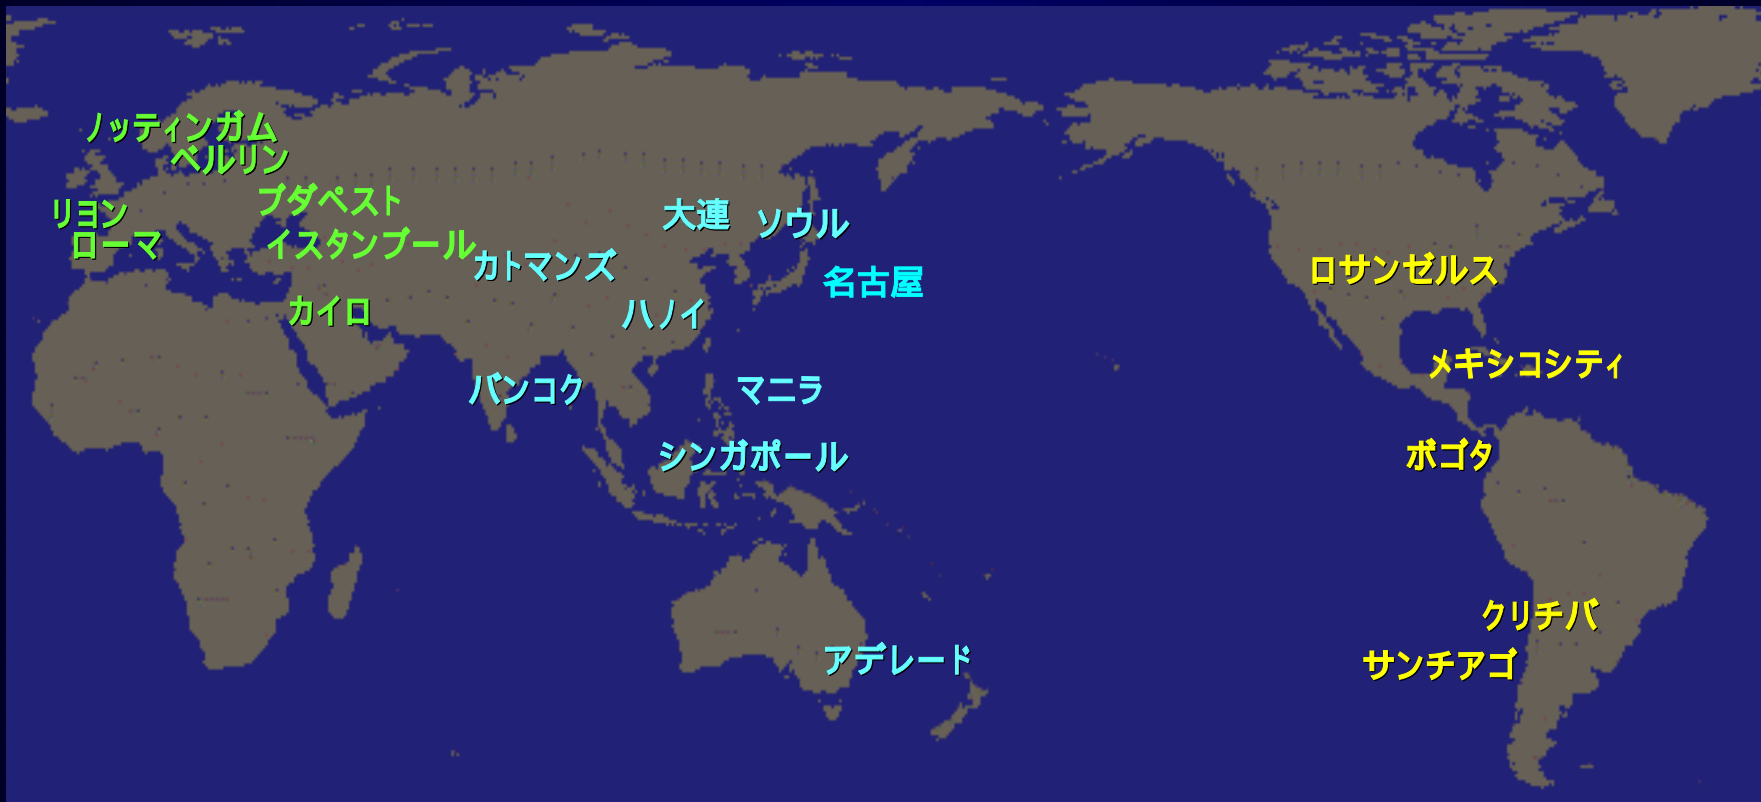 ノッティンガム
ベルリン
ブダペスト
リヨン
ローマ
イスタンブール
カイロ
大連
ソウル
カトマンズ
名古屋
ハノイ
バンコク
マニラ
シンガポール
アデレード
ロサンゼルス
メキシコシティ
ボゴタ
クリチバ
サンチアゴ